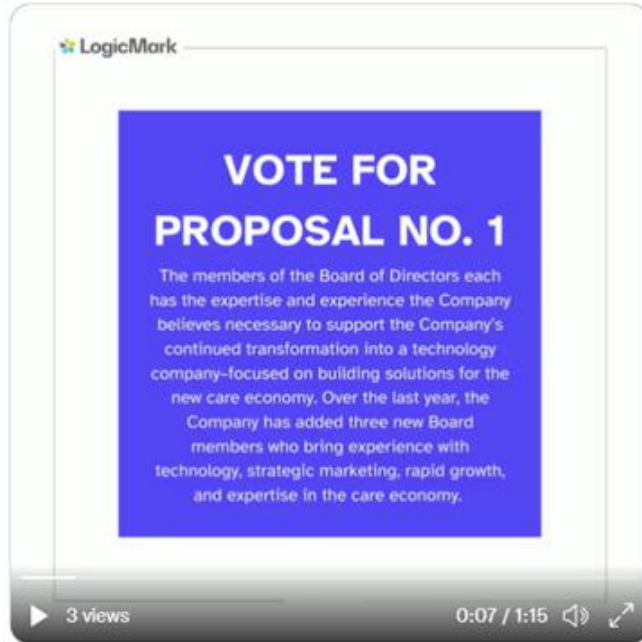 LogicMark
VOTE FOR
PROPOSAL NO. 1
The members of the Board of Directors each
has the expertise and experience the Company
believes necessary to support the Company's
continued transformation into a technology
company–focused on building solutions for the
new care economy. Over the last year, the
Company has added three new Board
members who bring experience with
technology, strategic marketing, rapid growth,
and expertise in the care economy.
3 views
0:07 / 1:15